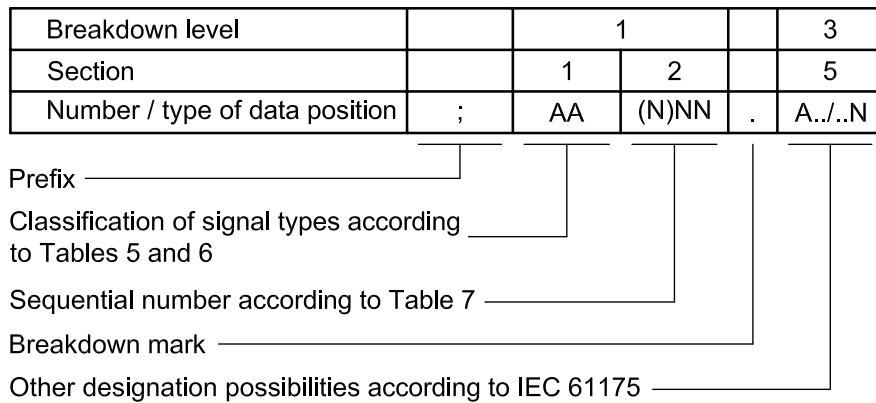 Breakdown level 1 3
Section 1 2 5
Number / type of data position ; AA (N)NN . A../..N
Prefix
Classification of signal types according
to Tables 5 and 6
Sequential number according to Table 7
Breakdown mark
Other designation possibilities according to IEC 61175